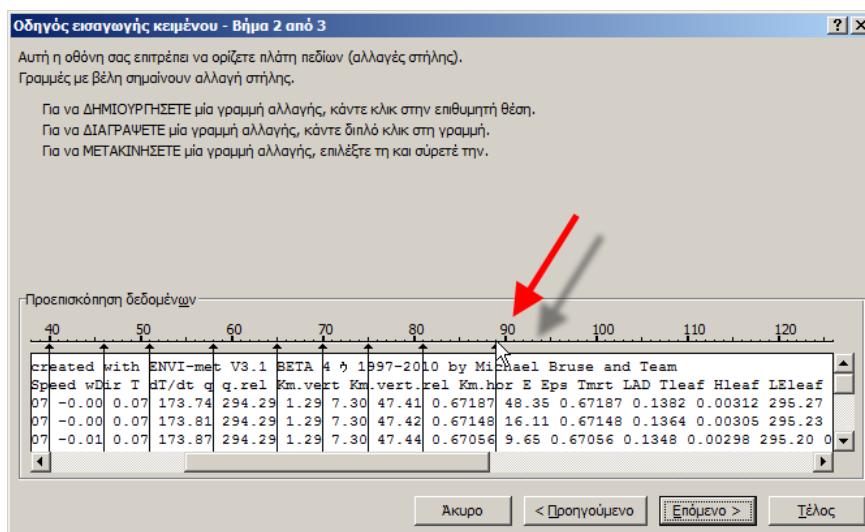 Οδηγός εισαγωγής κειμένου - Βήμα 2 από 3
Αυτή η οθόνη σας επιτρέπει να ορίζετε πλάτη πεδίων (αλλαγές στήλης).
Γραμμές με βέλη σημαίνουν αλλαγή στήλης.
Για να ΔΗΜΙΟΥΡΓΗΣΕΤΕ μία γραμμή αλλαγής, κάντε κλικ στην επιθυμητή θέση.
Για να ΔΙΑΓΡΑΨΕΤΕ μία γραμμή αλλαγής, κάντε διπλό κλικ στη γραμμή.
Για να ΜΕΤΑΚΙΝΗΣΕΤΕ μία γραμμή αλλαγής, επιλέξτε τη και σύρετέ την.
Προεπισκόπηση δεδομένων
40 50 60 70 80 90 100 110 120
created with ENVI-met V3.1 BETA 4 1997-2010 by Michael Bruse and Team
Speed wDir T dT/dt q q.rel Km.vert Km.vert.rel Km.hor E Eps Tmrt LAD Tleaf Hleaf LEleaf
07 -0.00 0.07 173.74 294.29 1.29 7.30 47.41 0.67187 48.35 0.67187 0.1382 0.00312 295.27
07 -0.00 0.07 173.81 294.29 1.29 7.30 47.42 0.67148 16.11 0.67148 0.1364 0.00305 295.23
07 -0.01 0.07 173.87 294.29 1.29 7.30 47.44 0.67056 9.65 0.67056 0.1348 0.00298 295.20 0
Άκυρο < Προηγούμενο Επόμενο > Τέλος